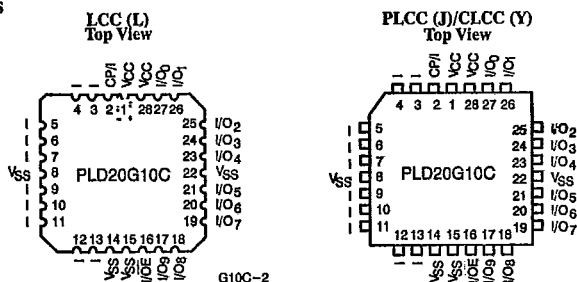 s
LCC (L)
Top View
I I CP/I VCC VCC I/O0 I/O1
4 3 2 1 28 27 26
I 5 25 I/O2
I 6 24 I/O3
I 7 23 I/O4
VSS 8 PLD20G10C 22 VSS
I 9 21 I/O5
I 10 20 I/O6
I 11 19 I/O7
12 13 14 15 16 17 18
I I VSS VSS I/OE I/O9 I/O8
G10C-2
PLCC (J)/CLCC (Y)
Top View
I I CP/I VCC VCC I/O0 I/O1
4 3 2 1 28 27 26
I 5 25 I/O2
I 6 24 I/O3
I 7 23 I/O4
VSS 8 PLD20G10C 22 VSS
I 9 21 I/O5
I 10 20 I/O6
I 11 19 I/O7
12 13 14 15 16 17 18
I I VSS VSS I/OE I/O9 I/O8